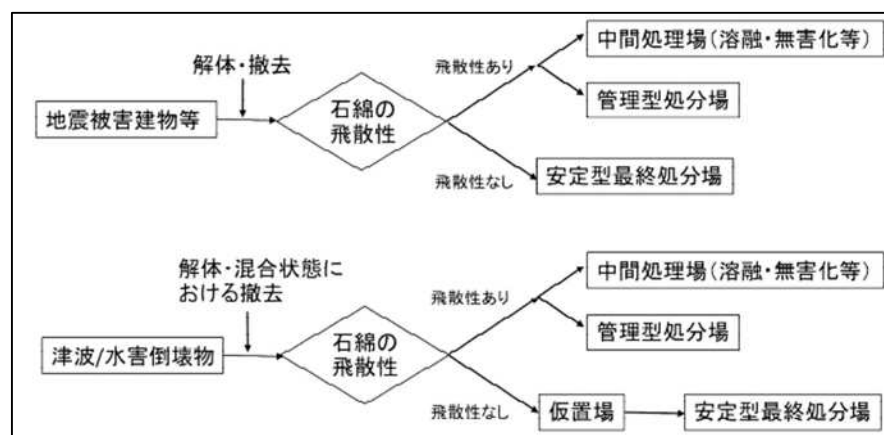 解体・撤去
地震被害建物等
石綿の
飛散性
飛散性あり
中間処理場(溶融・無害化等)
管理型処分場
飛散性なし
安定型最終処分場
解体・混合状態に
おける撤去
津波/水害倒壊物
石綿の
飛散性
飛散性あり
中間処理場(溶融・無害化等)
管理型処分場
飛散性なし
仮置場
安定型最終処分場